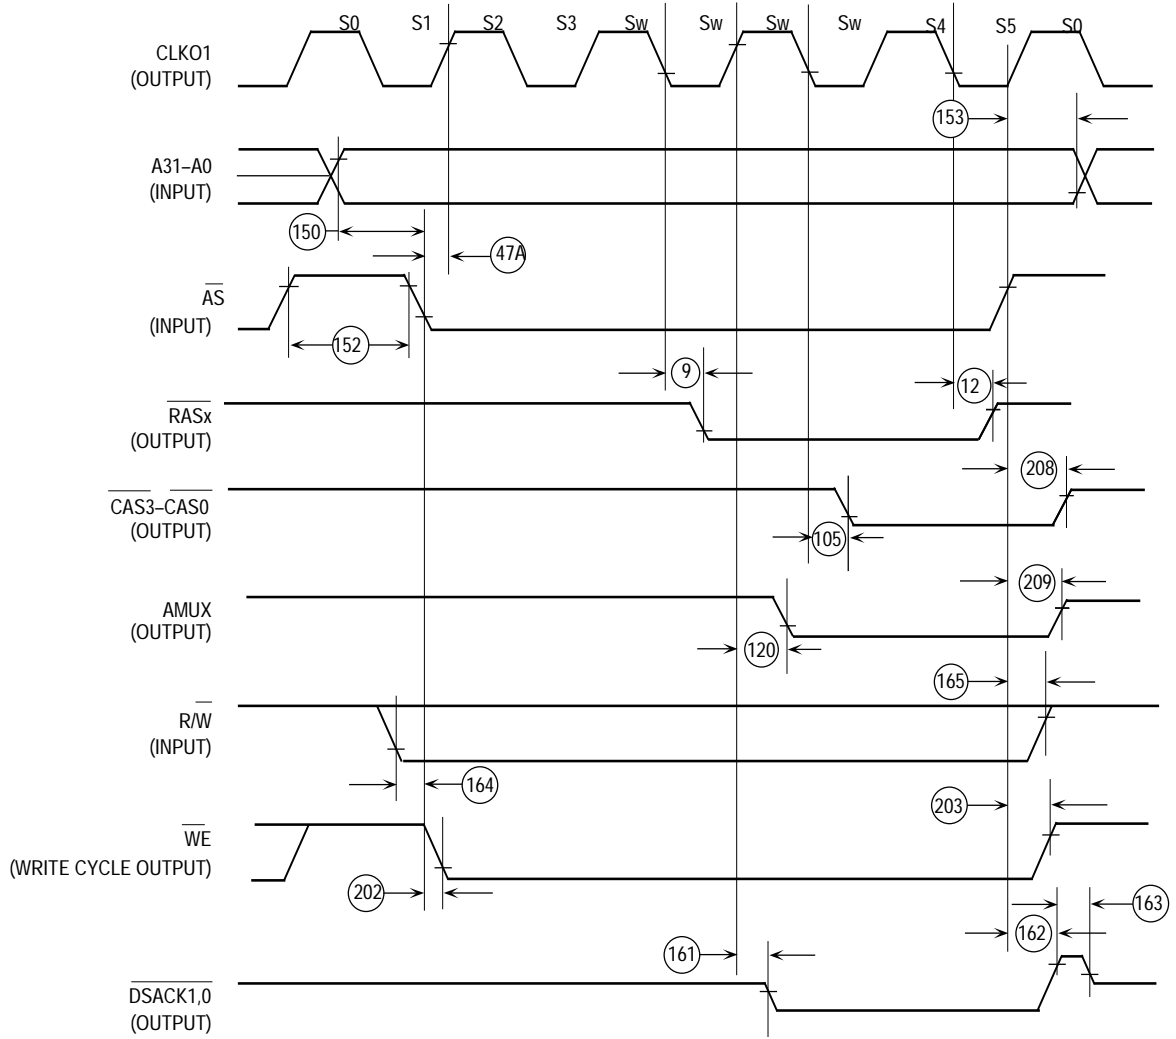 S0 S1 S2 S3 Sw Sw Sw Sw S4 S5 S0
CLKO1
(OUTPUT)
153
A31–A0
(INPUT)
150
47A
AS
(INPUT)
152
9
12
RASx
(OUTPUT)
208
CAS3–CAS0
(OUTPUT)
105
209
AMUX
(OUTPUT)
120
165
R/W
(INPUT)
164
203
WE
(WRITE CYCLE OUTPUT)
202
163
162
161
DSACK1,0
(OUTPUT)